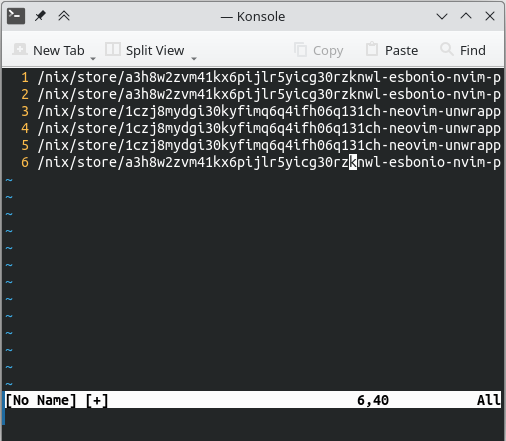 — Konsole
New Tab Split View Copy Paste Find
1 /nix/store/a3h8w2zvm41kx6pijlr5yicg30rzknwl-esbonio-nvim-p
2 /nix/store/a3h8w2zvm41kx6pijlr5yicg30rzknwl-esbonio-nvim-p
3 /nix/store/1czj8mydgi30kyfimq6q4ifh06q131ch-neovim-unwrapp
4 /nix/store/1czj8mydgi30kyfimq6q4ifh06q131ch-neovim-unwrapp
5 /nix/store/1czj8mydgi30kyfimq6q4ifh06q131ch-neovim-unwrapp
6 /nix/store/a3h8w2zvm41kx6pijlr5yicg30rzknwl-esbonio-nvim-p
~
~
~
~
~
~
~
~
~
~
~
~
~
[No Name] [+] 6,40 All